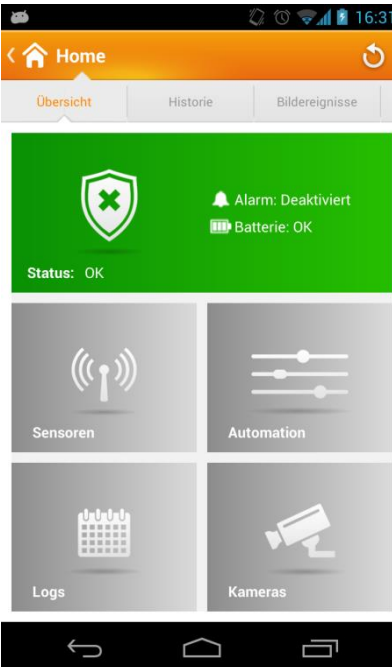 16:31
Home
Übersicht
Historie
Bildereignisse
Alarm: Deaktiviert
Batterie: OK
Status: OK
Sensoren
Automation
Logs
Kameras